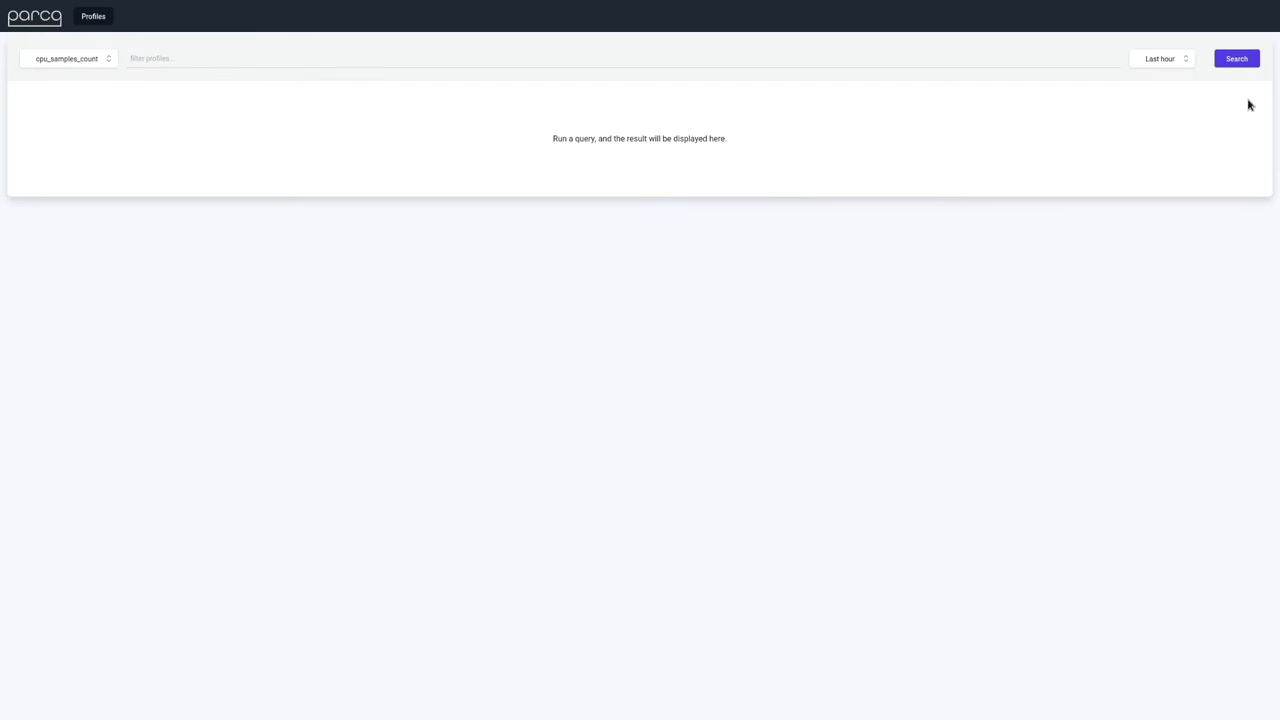 parca Profiles
cpu_samples_count filter profiles... Last hour Search
Run a query, and the result will be displayed here.